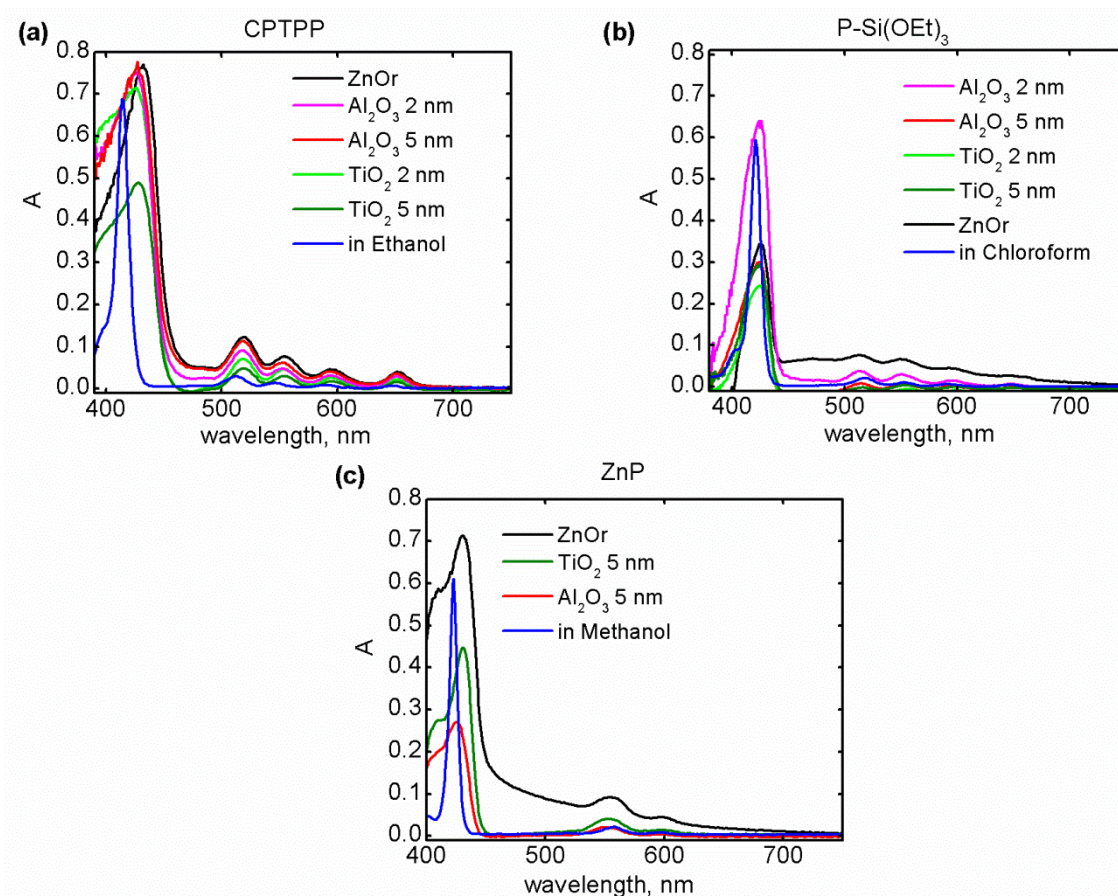 (a)
CPTPP
0.8
0.7
0.6
0.5
0.4
0.3
0.2
0.1
0.0
A
ZnOr
Al₂O₃ 2 nm
Al₂O₃ 5 nm
TiO₂ 2 nm
TiO₂ 5 nm
in Ethanol
400 500 600 700
wavelength, nm
(b)
P-Si(OEt)₃
0.8
0.7
0.6
0.5
0.4
0.3
0.2
0.1
0.0
A
Al₂O₃ 2 nm
Al₂O₃ 5 nm
TiO₂ 2 nm
TiO₂ 5 nm
ZnOr
in Chloroform
400 500 600 700
wavelength, nm
(c)
ZnP
0.8
0.7
0.6
0.5
0.4
0.3
0.2
0.1
0.0
A
ZnOr
TiO₂ 5 nm
Al₂O₃ 5 nm
in Methanol
400 500 600 700
wavelength, nm